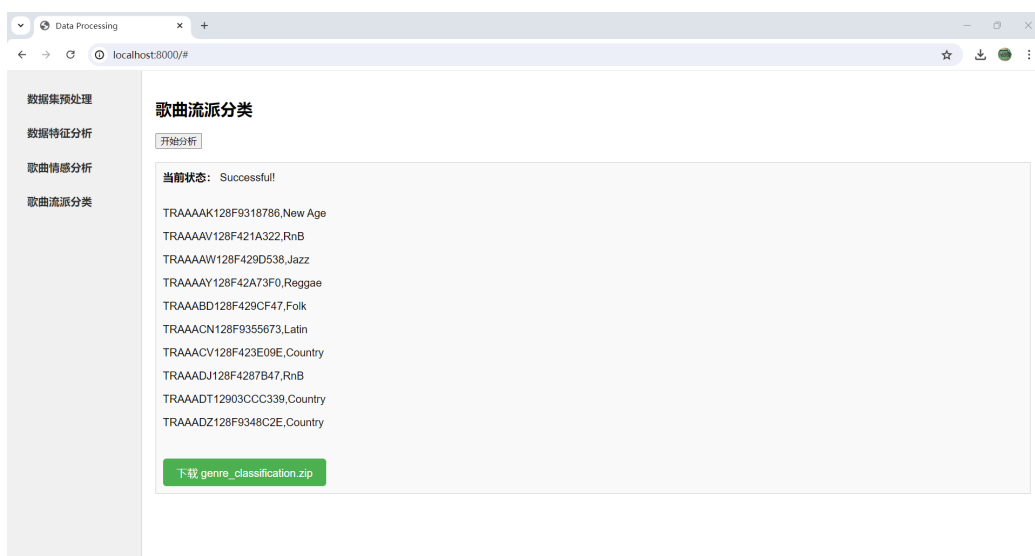 Data Processing
localhost:8000/#
数据集预处理
数据特征分析
歌曲情感分析
歌曲流派分类
歌曲流派分类
开始分析
当前状态： Successful!
TRAAAAK128F9318786,New Age
TRAAAAV128F421A322,RnB
TRAAAAW128F429D538,Jazz
TRAAAAY128F42A73F0,Reggae
TRAAABD128F429CF47,Folk
TRAAACN128F9355673,Latin
TRAAACV128F423E09E,Country
TRAAADJ128F4287B47,RnB
TRAAADT12903CCC339,Country
TRAAADZ128F9348C2E,Country
下载 genre_classification.zip